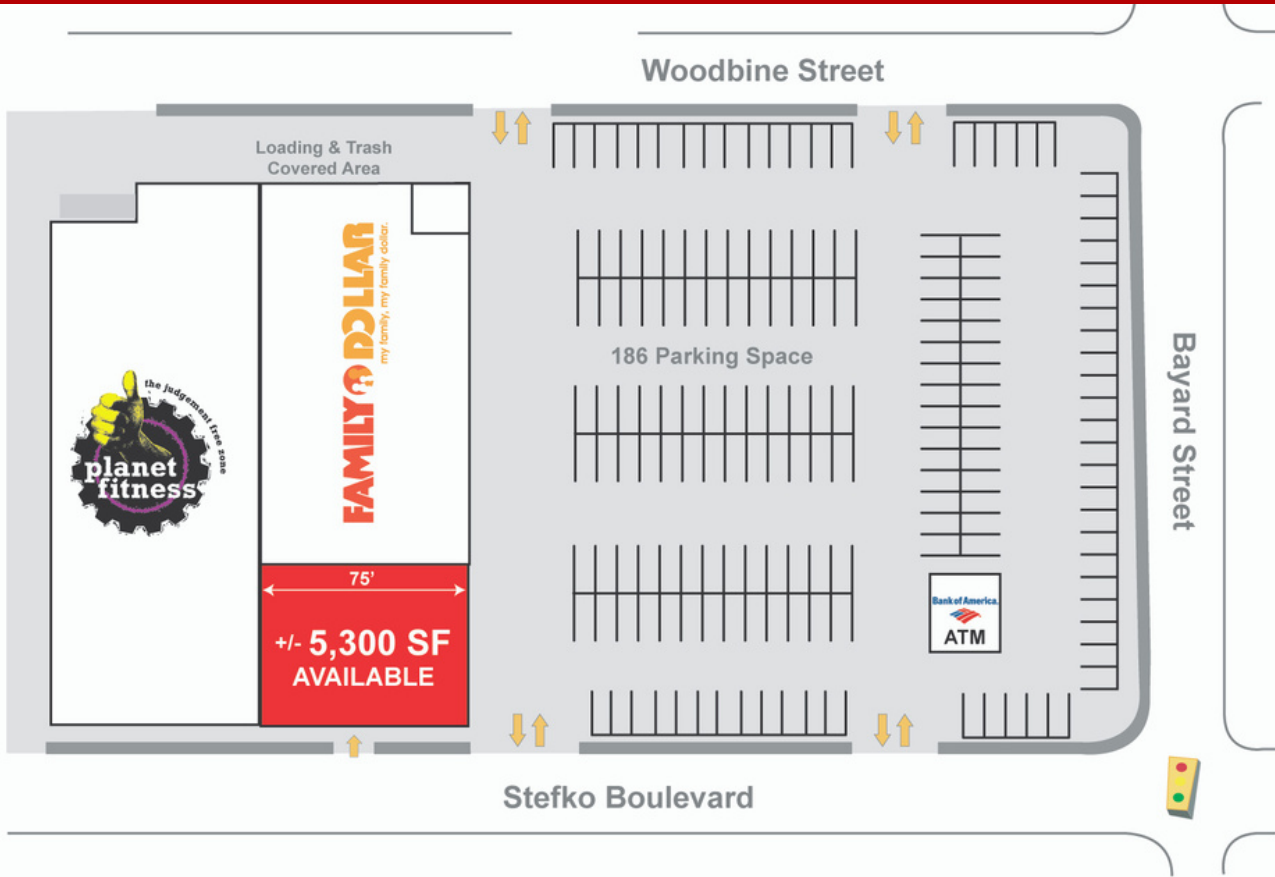 Woodbine Street
Loading & Trash
Covered Area
FAMILY DOLLAR
my family, my family dollar.
186 Parking Space
Bayard Street
the judgement free zone
planet
fitness
75'
+/- 5,300 SF
AVAILABLE
Bank of America.
ATM
Stefko Boulevard